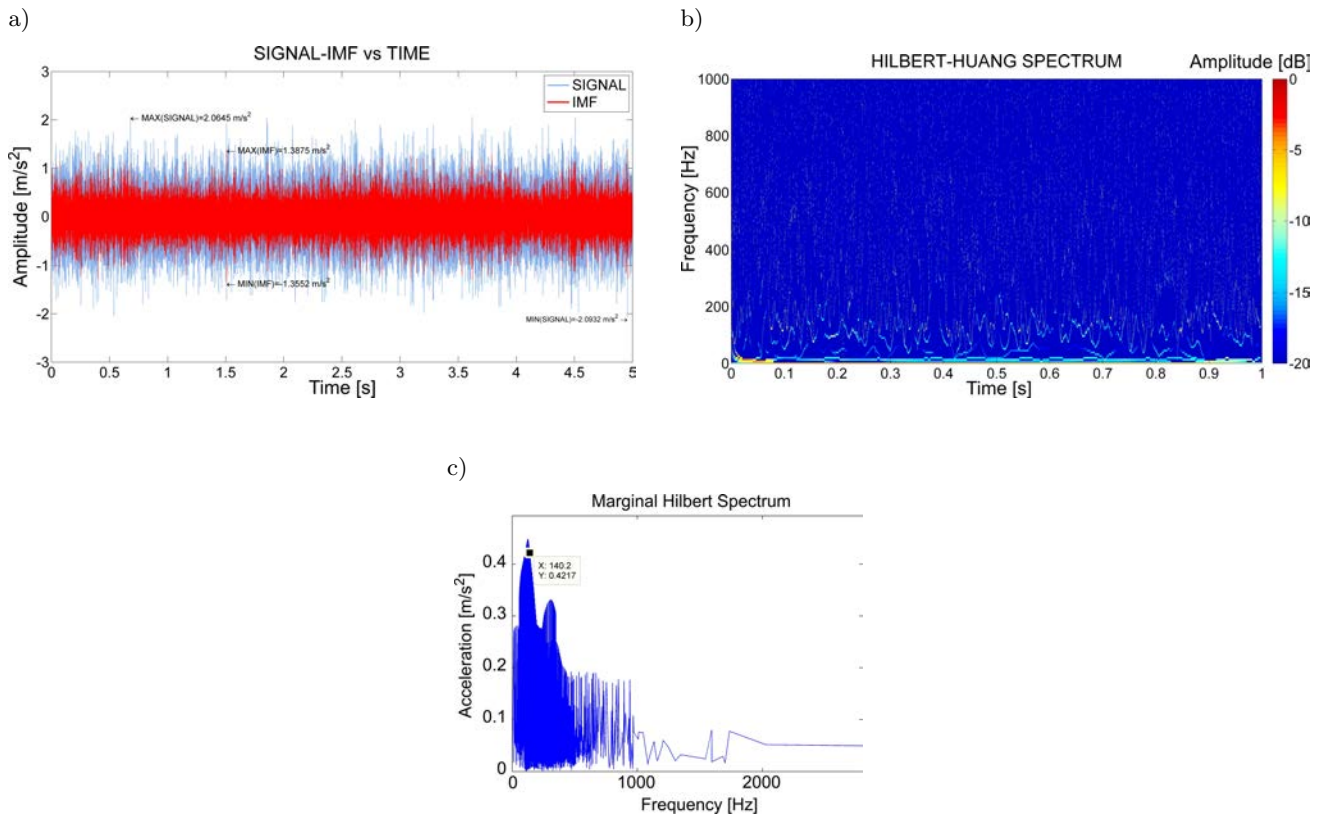 a)
SIGNAL-IMF vs TIME
Amplitude [m/s²]
3
2
1
0
-1
-2
-3
SIGNAL
IMF
← MAX(SIGNAL)=2.0645 m/s²
← MAX(IMF)=1.3875 m/s²
← MIN(IMF)=-1.3552 m/s²
MIN(SIGNAL)=-2.0932 m/s² →
0 0.5 1 1.5 2 2.5 3 3.5 4 4.5 5
Time [s]
b)
HILBERT-HUANG SPECTRUM
Amplitude [dB]
Frequency [Hz]
1000
800
600
400
200
0
0 0.1 0.2 0.3 0.4 0.5 0.6 0.7 0.8 0.9 1
Time [s]
0
-5
-10
-15
-20
c)
Marginal Hilbert Spectrum
Acceleration [m/s²]
0.4
0.3
0.2
0.1
0
X: 140.2
Y: 0.4217
0 1000 2000
Frequency [Hz]